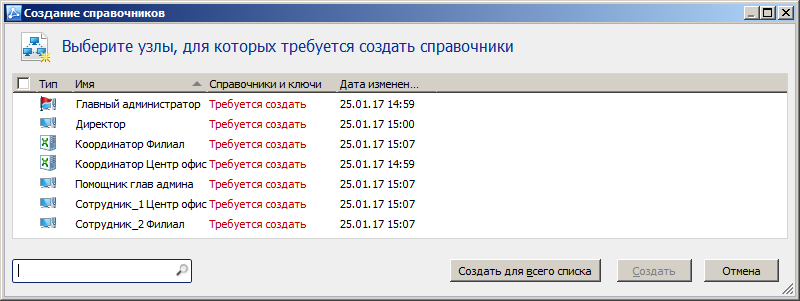 Создание справочников
Выберите узлы, для которых требуется создать справочники
Тип Имя Справочники и ключи Дата изменен...
Главный администратор Требуется создать 25.01.17 14:59
Директор Требуется создать 25.01.17 15:00
Координатор Филиал Требуется создать 25.01.17 15:07
Координатор Центр офис Требуется создать 25.01.17 14:59
Помощник глав админа Требуется создать 25.01.17 15:07
Сотрудник_1 Центр офис Требуется создать 25.01.17 15:07
Сотрудник_2 Филиал Требуется создать 25.01.17 15:07
Создать для всего списка Создать Отмена